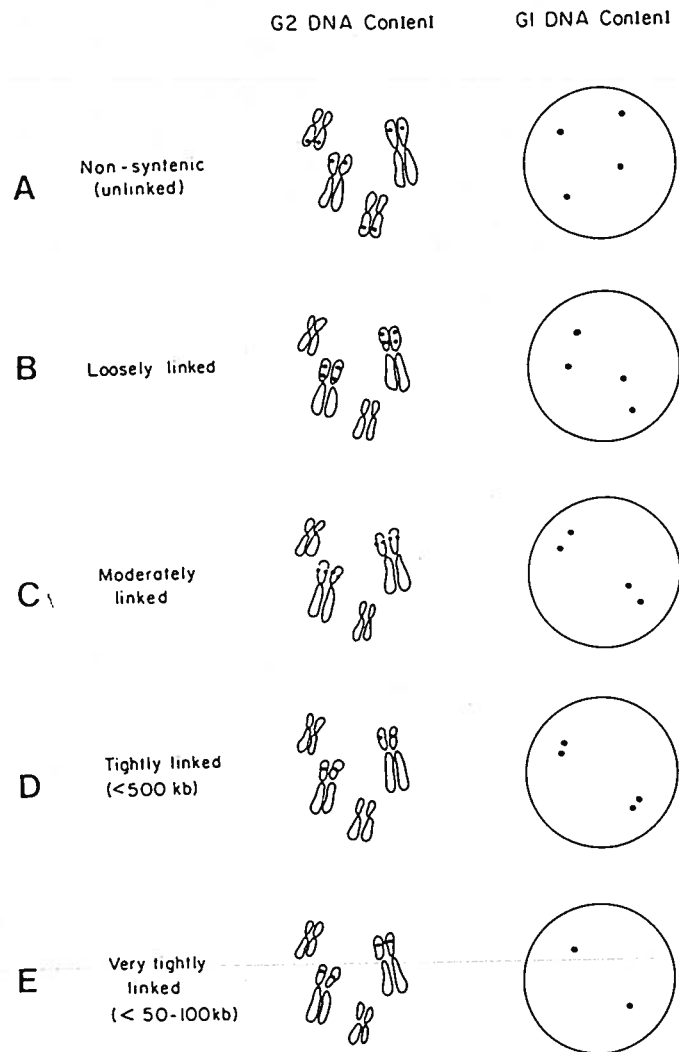 G2 DNA Content
G1 DNA Content
A
Non-syntenic
(unlinked)
B
Loosely linked
C
Moderately
linked
D
Tightly linked
(<500 kb)
E
Very tightly
linked
(< 50-100kb)